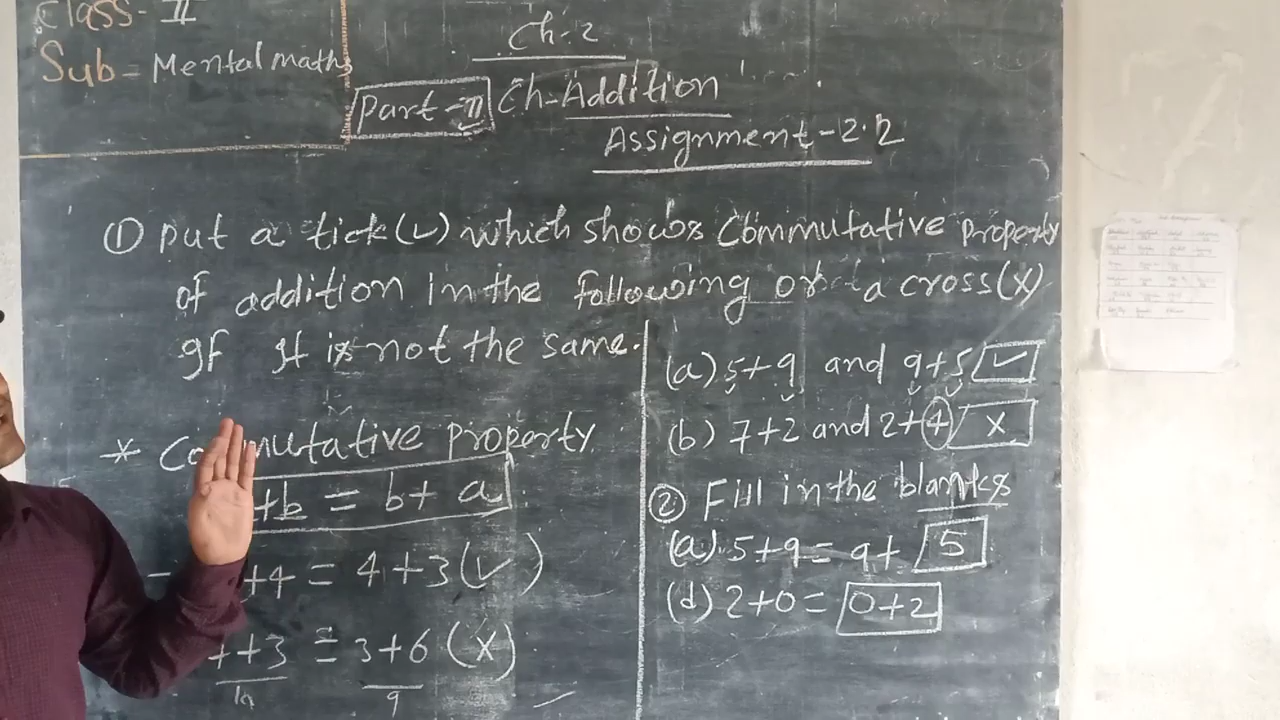 Class- II
Sub - Mental maths
Ch-2
Part - II Ch-Addition
Assignment-2.2
① Put a tick(✓) which shows Commutative Property
of addition in the following or a cross(x)
If It is not the same.
* Commutative property.
+b = b+ a
+4 = 4+3(✓)
+3 = 3+6 (x)
9
(a) 5+9 and 9+5 ✓
(b) 7+2 and 2+4 x
② Fill in the blanks
(a) 5+9= 9+ 5
(d) 2+0= 0+2